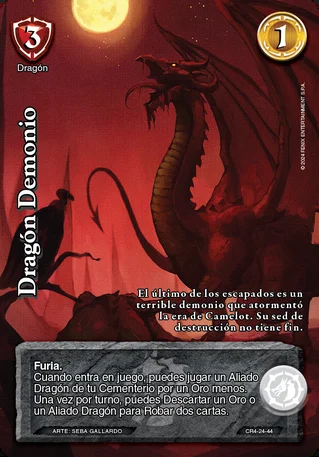 3
1
Dragón
Dragón Demonio
© 2024 FENIX ENTERTAINMENT S.P.A.
El último de los escapados es un
terrible demonio que atormentó
la era de Camelot. Su sed de
destrucción no tiene fin.
Furia.
Cuando entra en juego, puedes jugar un Aliado
Dragón de tu Cementerio por un Oro menos.
Una vez por turno, puedes Descartar un Oro o
un Aliado Dragón para Robar dos cartas.
ARTE: SEBA GALLARDO
CR4-24-44